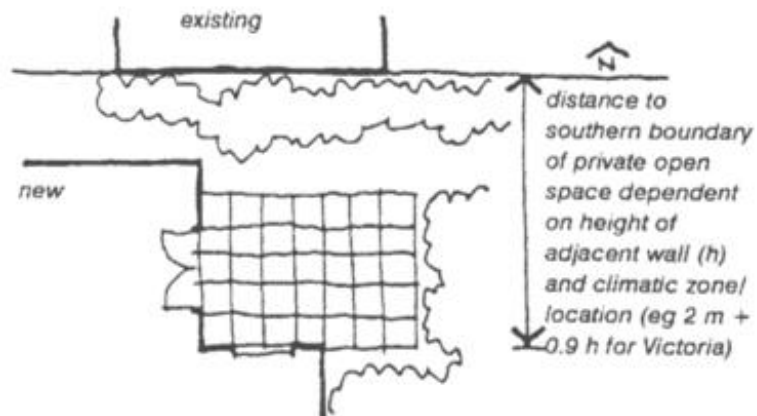 existing
N
distance to
southern boundary
of private open
space dependent
on height of
adjacent wall (h)
and climatic zone/
location (eg 2 m +
0.9 h for Victoria)
new